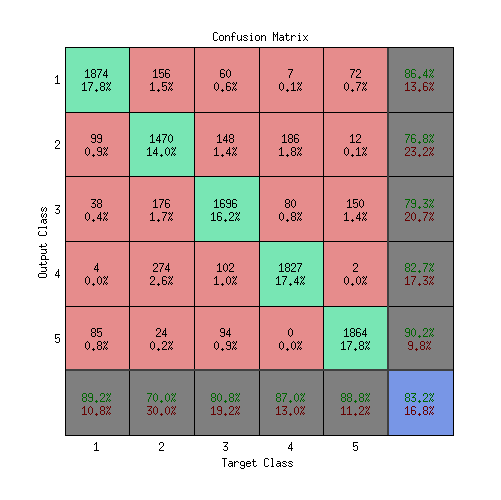 Confusion Matrix
1 1874 156 60 7 72 86.4%
17.8% 1.5% 0.6% 0.1% 0.7% 13.6%
2 99 1470 148 186 12 76.8%
0.9% 14.0% 1.4% 1.8% 0.1% 23.2%
3 38 176 1696 80 150 79.3%
0.4% 1.7% 16.2% 0.8% 1.4% 20.7%
4 4 274 102 1827 2 82.7%
0.0% 2.6% 1.0% 17.4% 0.0% 17.3%
5 85 24 94 0 1864 90.2%
0.8% 0.2% 0.9% 0.0% 17.8% 9.8%
89.2% 70.0% 80.8% 87.0% 88.8% 83.2%
10.8% 30.0% 19.2% 13.0% 11.2% 16.8%
1 2 3 4 5
Target Class
Output Class